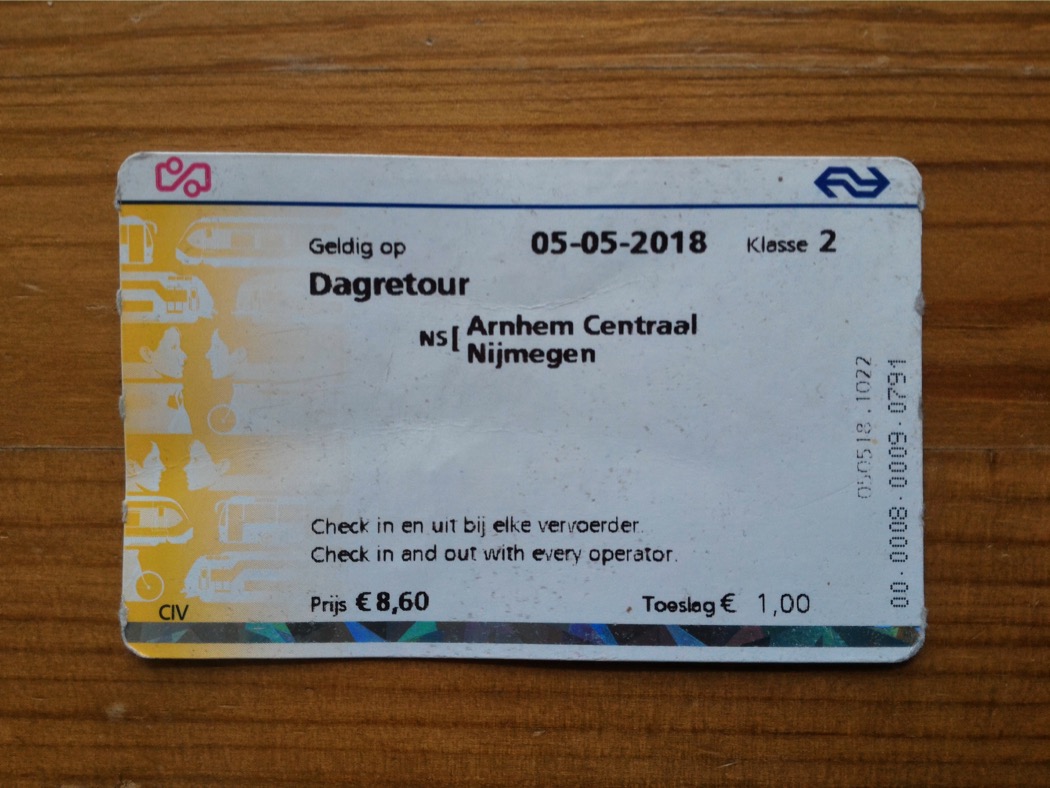 Geldig op 05-05-2018 Klasse 2
Dagretour
NS[ Arnhem Centraal
Nijmegen
Check in en uit bij elke vervoerder.
Check in and out with every operator.
Prijs € 8,60 Toeslag € 1,00
CIV
050518.1022
00-0008-0009-0791